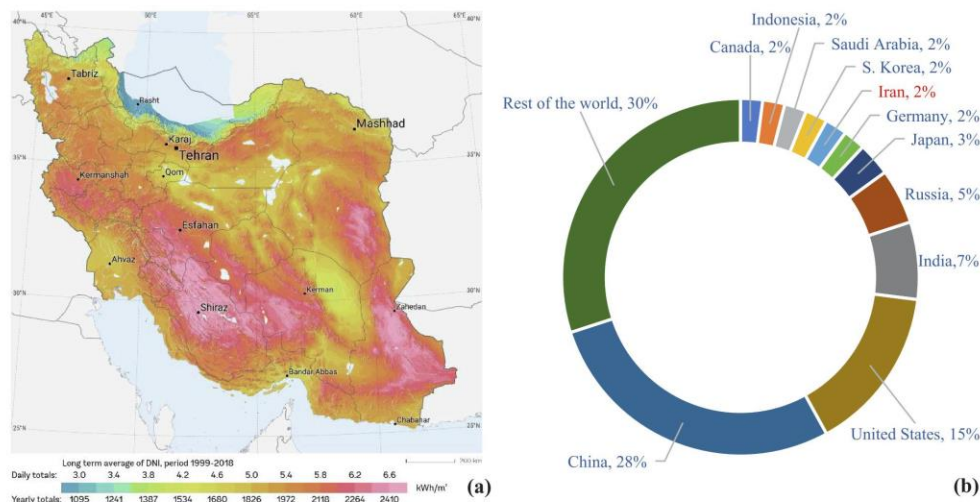 45°E
50°E
55°E
60°E
65°E
40°N
40°N
Tabriz
Rasht
Mashhad
Karaj
Tehran
35°N
35°N
Qom
Kermanshah
Esfahan
Ahvaz
30°N
30°N
Kerman
Zahedan
Shiraz
Bandar Abbas
25°N
Chabahar
25°N
Long term average of DNI, period 1999-2018
Daily totals: 3.0 3.4 3.8 4.2 4.6 5.0 5.4 5.8 6.2 6.6
kWh/m²
Yearly totals: 1095 1241 1387 1534 1680 1826 1972 2118 2264 2410
(a)
Indonesia, 2%
Canada, 2%
Saudi Arabia, 2%
S. Korea, 2%
Iran, 2%
Germany, 2%
Japan, 3%
Rest of the world, 30%
Russia, 5%
India,7%
United States, 15%
China, 28%
(b)